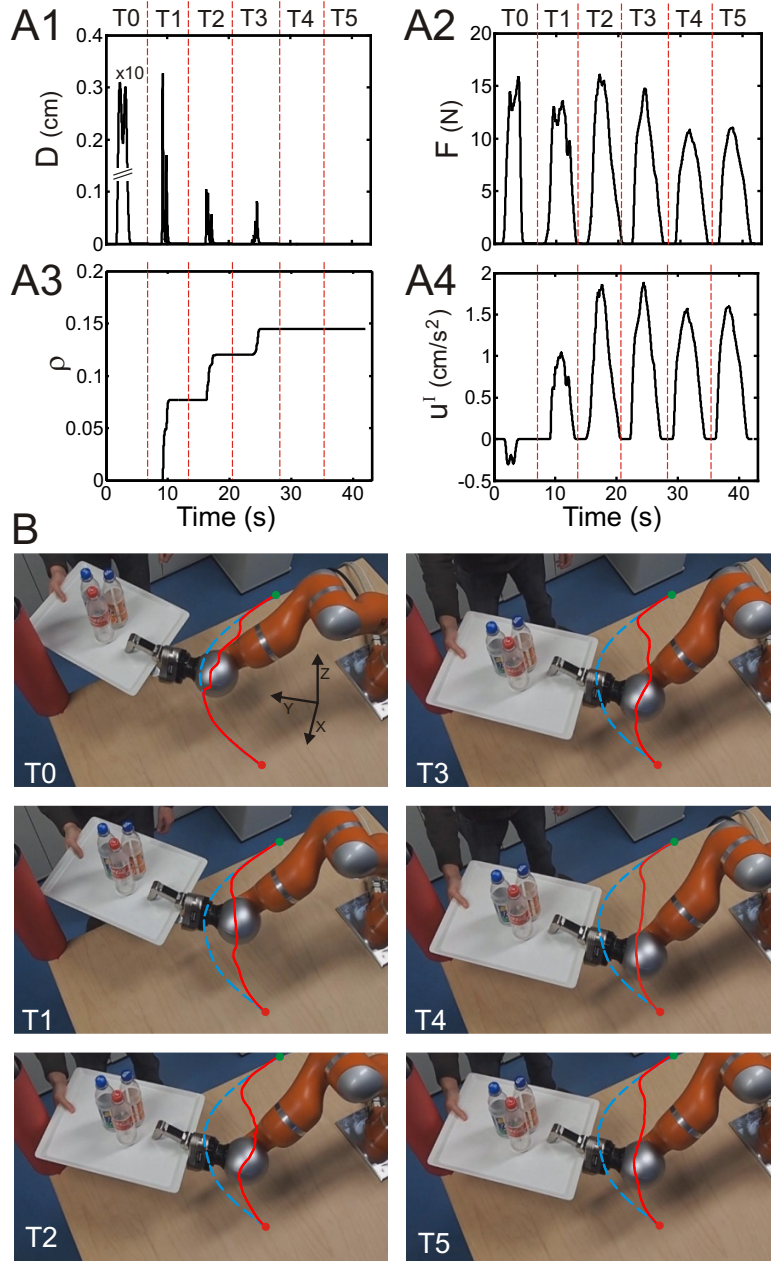 A1
T0 T1 T2 T3 T4 T5
D (cm)
0.4
0.3
0.2
0.1
0
x10
A2
T0 T1 T2 T3 T4 T5
F (N)
20
15
10
5
0
A3
ρ
0.2
0.15
0.1
0.05
0
0 10 20 30 40
Time (s)
A4
u^I (cm/s²)
2
1.5
1
0.5
0
-0.5
0 10 20 30 40
Time (s)
B
Z
Y
X
T0
T3
T1
T4
T2
T5